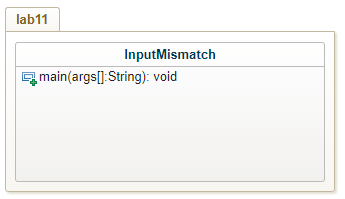 lab11
InputMismatch
main(args[]:String): void